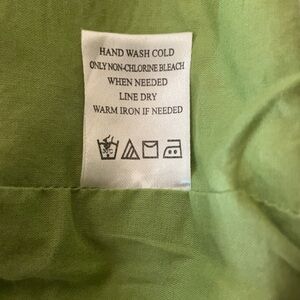 HAND WASH COLD
ONLY NON-CHLORINE BLEACH
WHEN NEEDED
LINE DRY
WARM IRON IF NEEDED